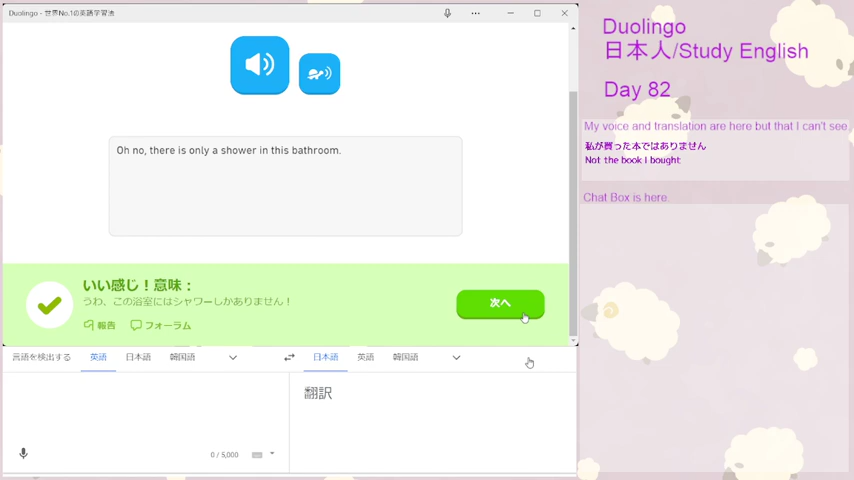 Duolingo - 世界No.1の英語学習法
Oh no, there is only a shower in this bathroom.
いい感じ！意味：
うわ、この浴室にはシャワーしかありません！
次へ
報告 フォーラム
言語を検出する 英語 日本語 韓国語
日本語 英語 韓国語
翻訳
0 / 5,000
Duolingo
日本人/Study English
Day 82
My voice and translation are here but that I can't see
私が買った本ではありません
Not the book I bought
Chat Box is here.